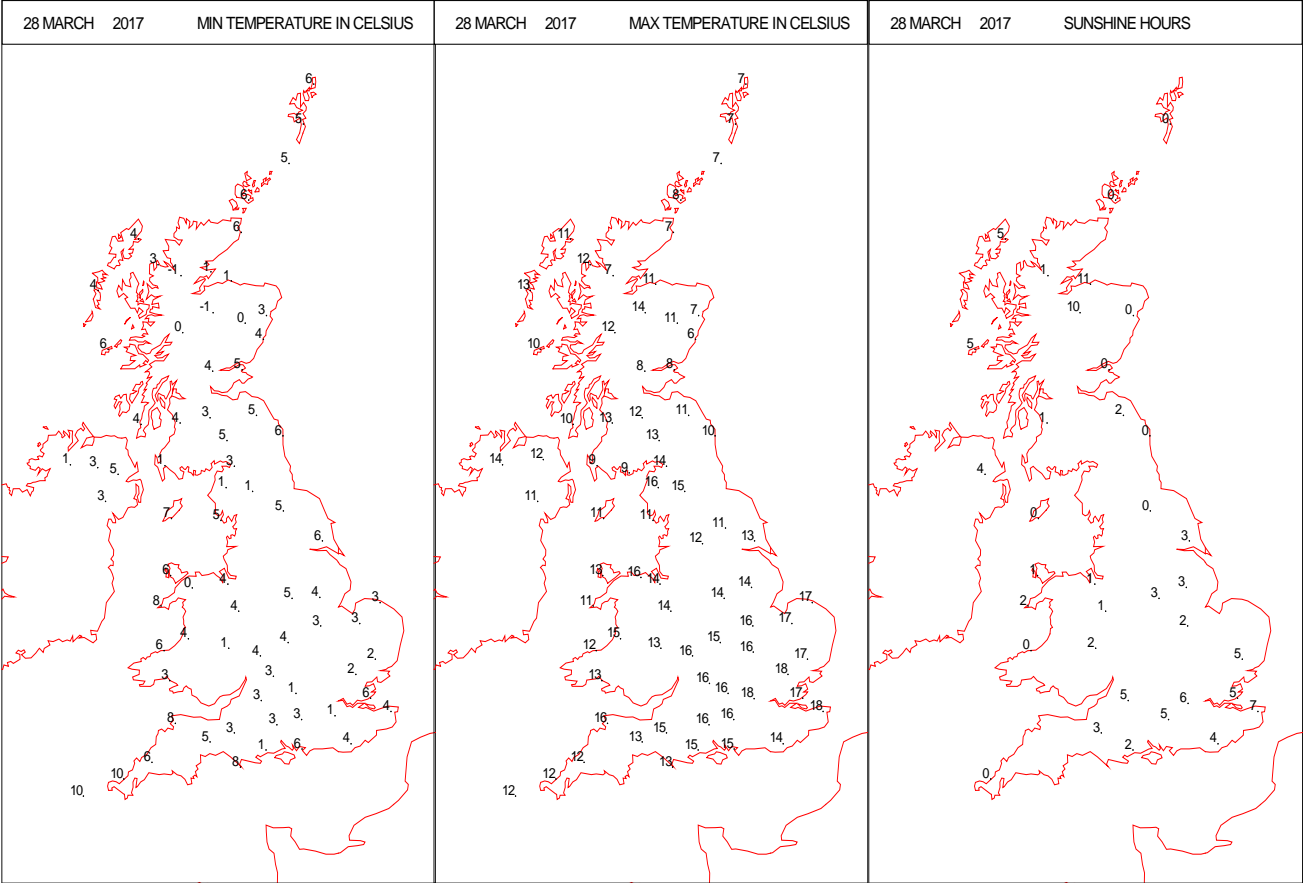 28 MARCH 2017 MIN TEMPERATURE IN CELSIUS
6
5
5
6
6
4
3
-1 -1
4 1
-1 3
0
0 4
6
4 5
3 5
4 4
5 6
1 3 5 1 3
1 1
3
7 5 5
6
6 0 4
8 4 5 4 3
4 3 3
6 1 4
4 2
3 3 2
3 1 6
8 3 3 1 4
5 3
6 1 6 4
10 8
10
28 MARCH 2017 MAX TEMPERATURE IN CELSIUS
7
7
7
8
7
11
12
7
13 11
14 7
11
12 6
10
8 8
12 11
10 13
13 10
14 12 9 9 14
16 15
11
11 11 11
12 13
13 16 14
11 14 14 14 17
16 17
12 15 13 15
16 16 17
13 16 18
16 18 17
16 15 16 16 18
13
12 15 15 14
12 13
12
28 MARCH 2017 SUNSHINE HOURS
0
0
5
1 11
10 0
5
0
1 2
0
4
0 0
3
1 1 3
2 1 3
2
0 2
5
5 6 5
3 5 7
2 4
0